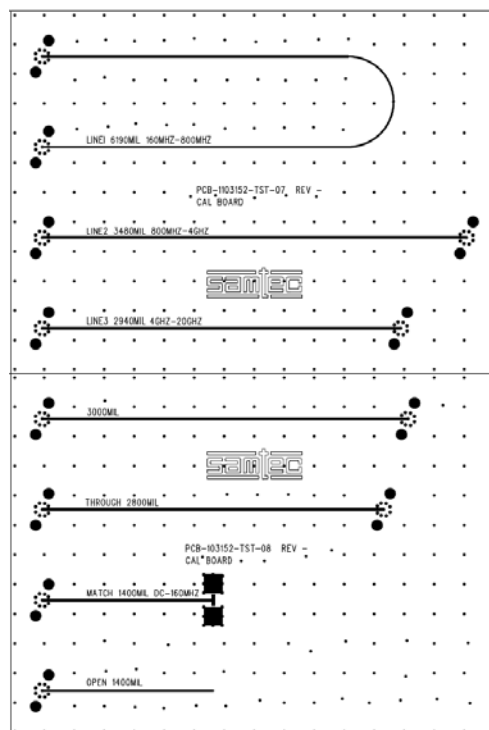 LINE1 6190MIL 160MHZ-800MHZ
PCB-1103152-TST-07 REV -
CAL BOARD
LINE2 3480MIL 800MHZ-4GHZ
samtec
LINE3 2940MIL 4GHZ-20GHZ
3000MIL
samtec
THROUGH 2800MIL
PCB-103152-TST-08 REV -
CAL BOARD
MATCH 1400MIL DC-160MHZ
OPEN 1400MIL